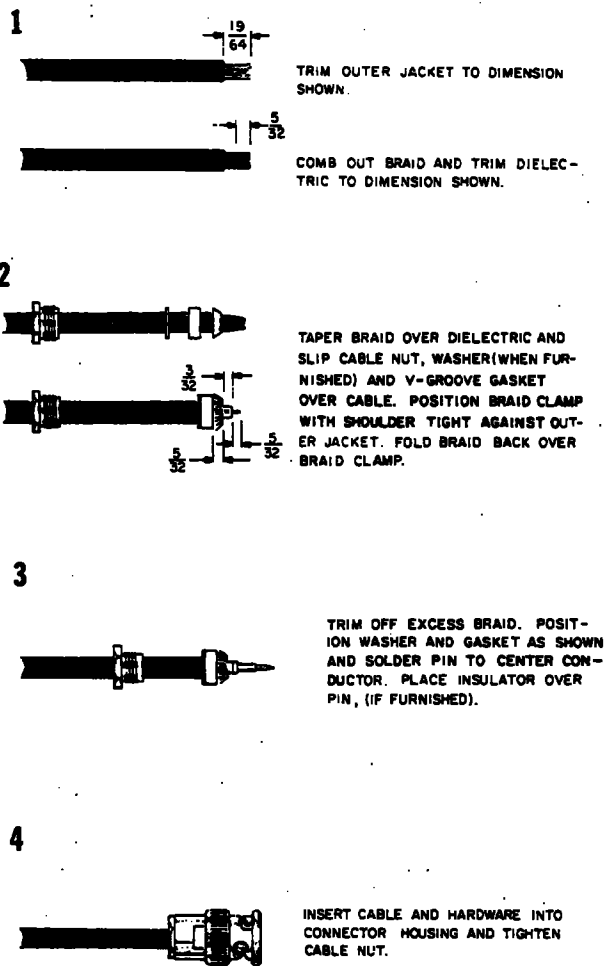 1
19
64
TRIM OUTER JACKET TO DIMENSION
SHOWN.
5
32
COMB OUT BRAID AND TRIM DIELEC-
TRIC TO DIMENSION SHOWN.
2
TAPER BRAID OVER DIELECTRIC AND
SLIP CABLE NUT, WASHER(WHEN FUR-
NISHED) AND V-GROOVE GASKET
OVER CABLE. POSITION BRAID CLAMP
WITH SHOULDER TIGHT AGAINST OUT-
ER JACKET. FOLD BRAID BACK OVER
BRAID CLAMP.
3
32
5
32
5
32
3
TRIM OFF EXCESS BRAID. POSIT-
ION WASHER AND GASKET AS SHOWN
AND SOLDER PIN TO CENTER CON-
DUCTOR. PLACE INSULATOR OVER
PIN, (IF FURNISHED).
4
INSERT CABLE AND HARDWARE INTO
CONNECTOR HOUSING AND TIGHTEN
CABLE NUT.